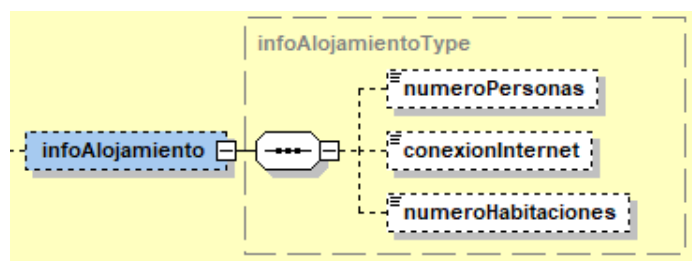 infoAlojamientoType
numeroPersonas
infoAlojamiento
conexionInternet
numeroHabitaciones